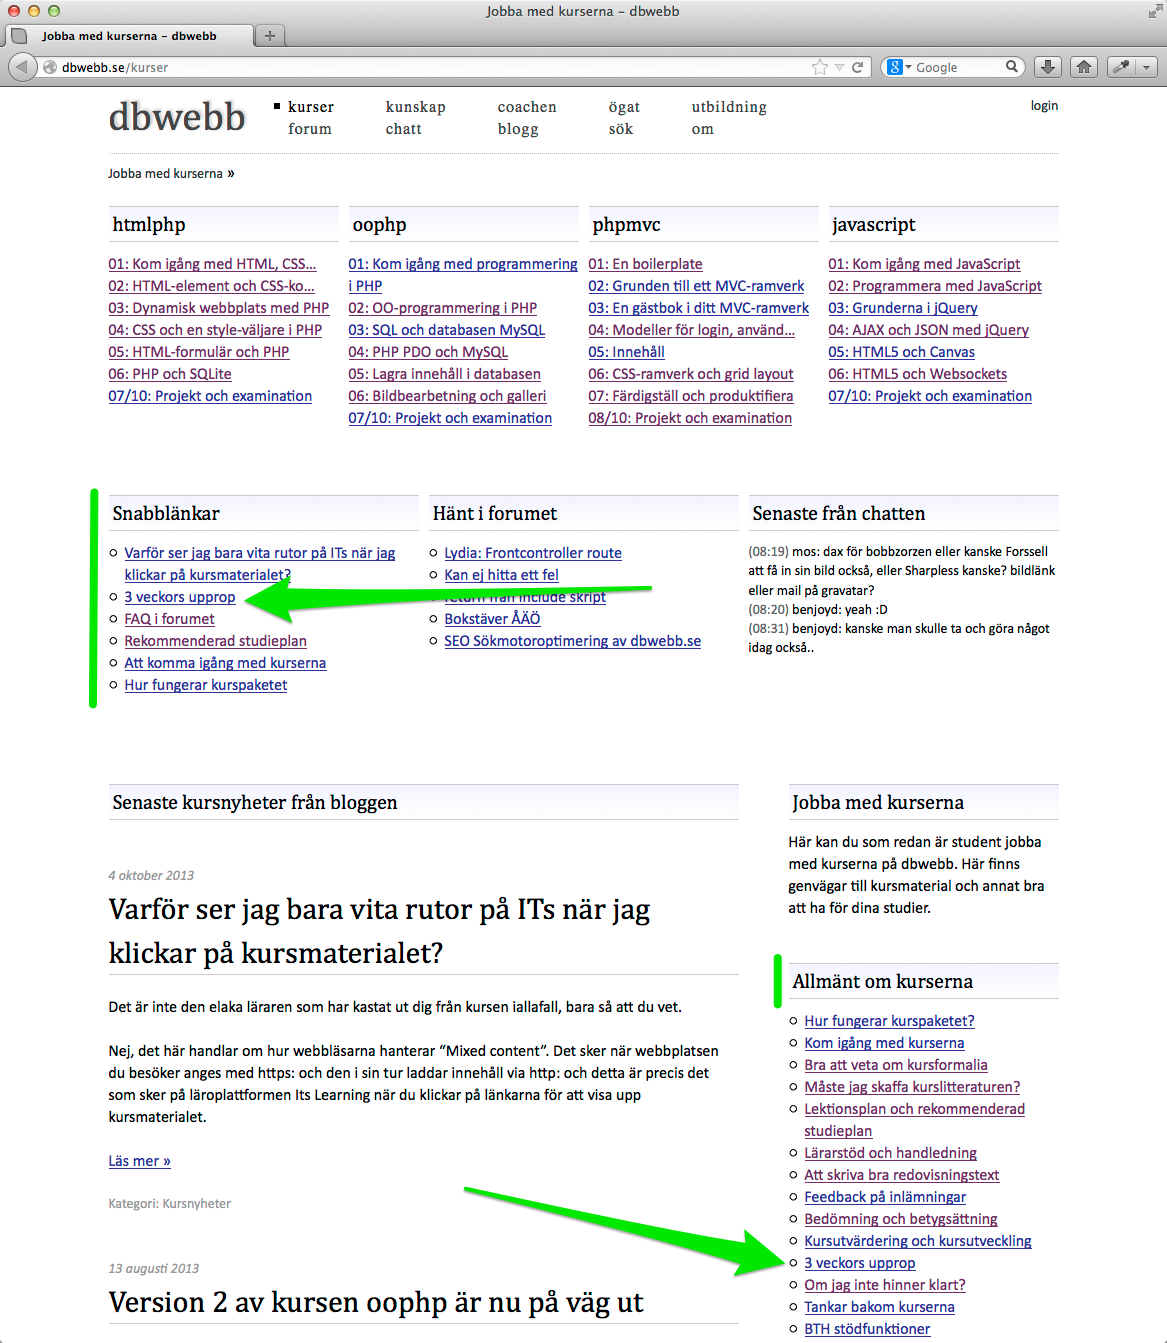 Jobba med kurserna – dbwebb
Jobba med kurserna – dbwebb
dbwebb.se/kurser
Google
dbwebb
kurser
kunskap
coachen
ögat
utbildning
forum
chatt
blogg
sök
om
login
Jobba med kurserna »
htmlphp
01: Kom igång med HTML, CSS...
02: HTML-element och CSS-ko...
03: Dynamisk webbplats med PHP
04: CSS och en style-väljare i PHP
05: HTML-formulär och PHP
06: PHP och SQLite
07/10: Projekt och examination
oophp
01: Kom igång med programmering
i PHP
02: OO-programmering i PHP
03: SQL och databasen MySQL
04: PHP PDO och MySQL
05: Lagra innehåll i databasen
06: Bildbearbetning och galleri
07/10: Projekt och examination
phpmvc
01: En boilerplate
02: Grunden till ett MVC-ramverk
03: En gästbok i ditt MVC-ramverk
04: Modeller för login, använd...
05: Innehåll
06: CSS-ramverk och grid layout
07: Färdigställ och produktifiera
08/10: Projekt och examination
javascript
01: Kom igång med JavaScript
02: Programmera med JavaScript
03: Grunderna i jQuery
04: AJAX och JSON med jQuery
05: HTML5 och Canvas
06: HTML5 och Websockets
07/10: Projekt och examination
Snabblänkar
Varför ser jag bara vita rutor på ITs när jag
klickar på kursmaterialet?
3 veckors upprop
FAQ i forumet
Rekommenderad studieplan
Att komma igång med kurserna
Hur fungerar kurspaketet
Hänt i forumet
Lydia: Frontcontroller route
Kan ej hitta ett fel
return från include skript
Bokstäver ÅÄÖ
SEO Sökmotoroptimering av dbwebb.se
Senaste från chatten
(08:19) mos: dax för bobbzorzen eller kanske Forssell
att få in sin bild också, eller Sharpless kanske? bildlänk
eller mail på gravatar?
(08:20) benjoyd: yeah :D
(08:31) benjoyd: kanske man skulle ta och göra något
idag också..
Senaste kursnyheter från bloggen
4 oktober 2013
Varför ser jag bara vita rutor på ITs när jag
klickar på kursmaterialet?
Det är inte den elaka läraren som har kastat ut dig från kursen iallafall, bara så att du vet.
Nej, det här handlar om hur webbläsarna hanterar “Mixed content”. Det sker när webbplatsen
du besöker anges med https: och den i sin tur laddar innehåll via http: och detta är precis det
som sker på läroplattformen Its Learning när du klickar på länkarna för att visa upp
kursmaterialet.
Läs mer »
Kategori: Kursnyheter
13 augusti 2013
Version 2 av kursen oophp är nu på väg ut
Jobba med kurserna
Här kan du som redan är student jobba
med kurserna på dbwebb. Här finns
genvägar till kursmaterial och annat bra
att ha för dina studier.
Allmänt om kurserna
Hur fungerar kurspaketet?
Kom igång med kurserna
Bra att veta om kursformalia
Måste jag skaffa kurslitteraturen?
Lektionsplan och rekommenderad
studieplan
Lärarstöd och handledning
Att skriva bra redovisningstext
Feedback på inlämningar
Bedömning och betygsättning
Kursutvärdering och kursutveckling
3 veckors upprop
Om jag inte hinner klart?
Tankar bakom kurserna
BTH stödfunktioner